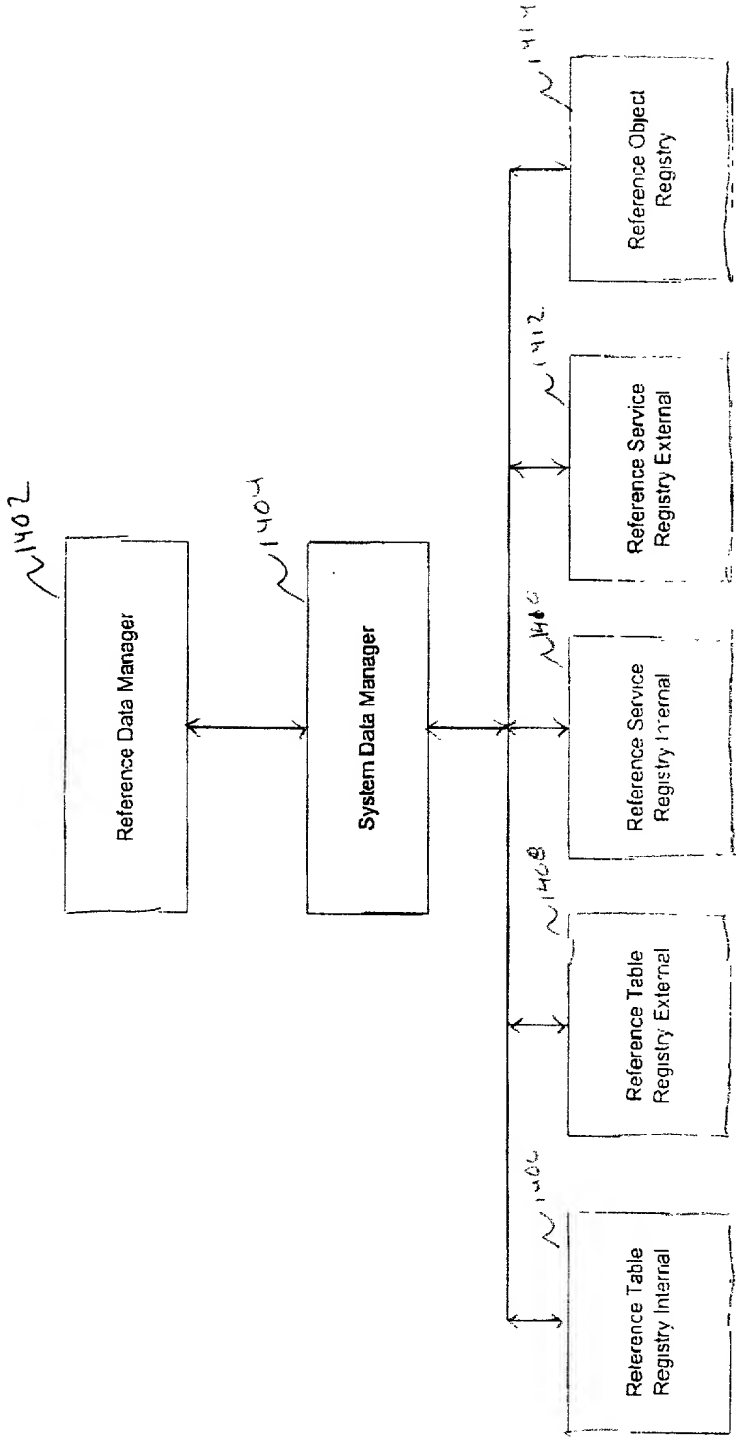 1402
Reference Data Manager
1404
System Data Manager
1406
Reference Table
Registry Internal
1408
Reference Table
Registry External
1410
Reference Service
Registry Internal
1412
Reference Service
Registry External
1414
Reference Object
Registry